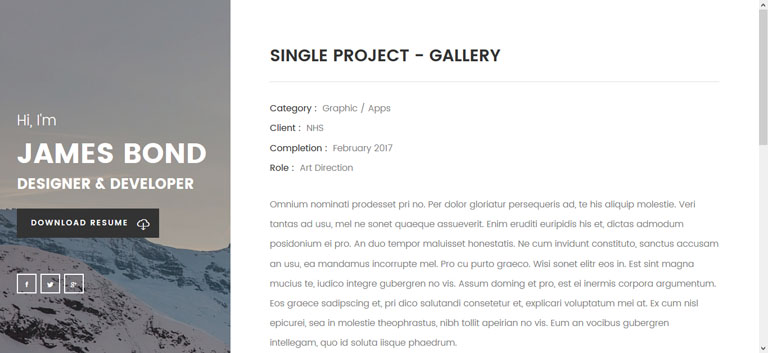 Hi, I'm
JAMES BOND
DESIGNER & DEVELOPER
DOWNLOAD RESUME
f
g+
SINGLE PROJECT - GALLERY
Category : Graphic / Apps
Client : NHS
Completion : February 2017
Role : Art Direction
Omnium nominati prodesset pri no. Per dolor gloriatur persequeris ad, te his aliquip molestie. Veri
tantas ad usu, mel ne sonet quaeque assueverit. Enim eruditi euripidis his et, dictas admodum
posidonium ei pro. An duo tempor maluisset honestatis. Ne cum invidunt constituto, sanctus accusam
an usu, ea mandamus incorrupte mel. Pro cu purto graeco. Wisi sonet elitr eos in. Est sint magna
mucius te, iudico integre gubergren no vis. Assum doming et pro, est ei inermis corpora argumentum.
Eos graece sadipscing et, pri dico salutandi consetetur et, explicari voluptatum mei at. Ex cum nisl
epicurei, sea in molestie theophrastus, nibh tollit apeirian no vis. Eum an vocibus gubergren
intellegam, quo id soluta iisque phaedrum.